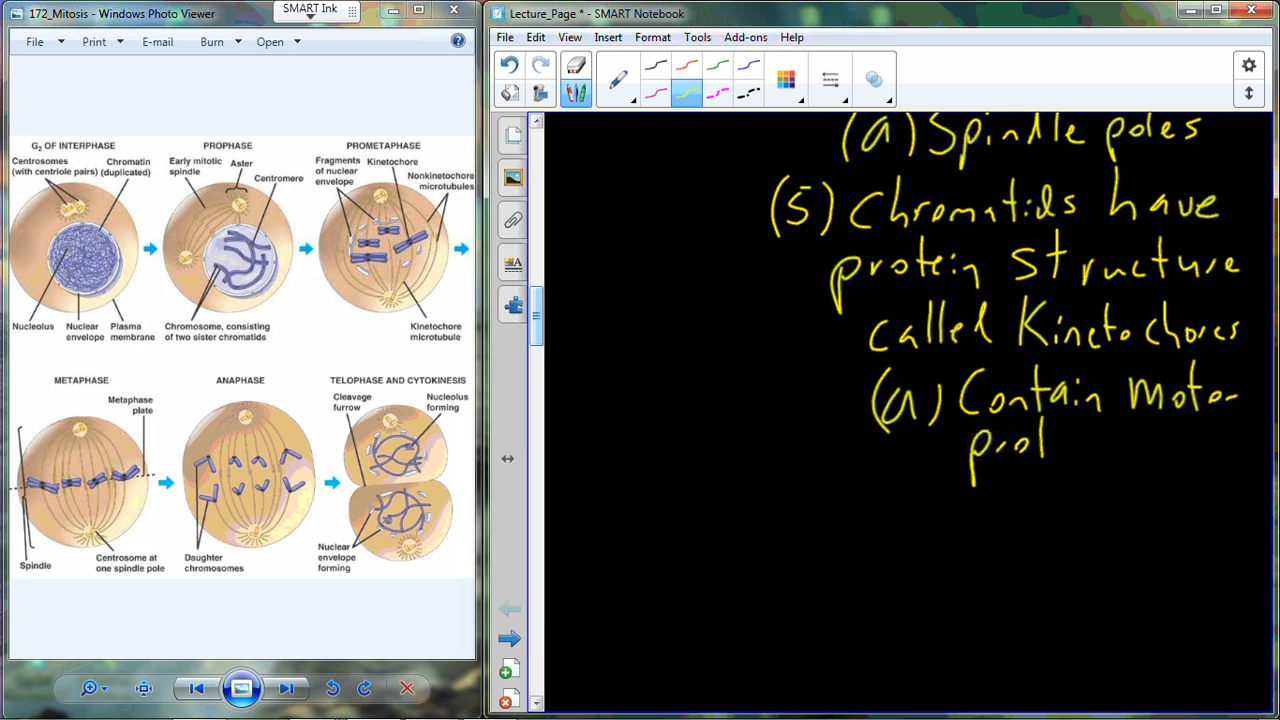 172_Mitosis - Windows Photo Viewer
SMART Ink
File Print E-mail Burn Open
G2 OF INTERPHASE
Centrosomes
(with centriole pairs)
Chromatin
(duplicated)
Nucleolus
Nuclear
envelope
Plasma
membrane
PROPHASE
Early mitotic
spindle
Aster
Centromere
Chromosome, consisting
of two sister chromatids
PROMETAPHASE
Fragments
of nuclear
envelope
Kinetochore
Nonkinetochore
microtubules
Kinetochore
microtubule
METAPHASE
Metaphase
plate
Spindle
Centrosome at
one spindle pole
ANAPHASE
Daughter
chromosomes
TELOPHASE AND CYTOKINESIS
Cleavage
furrow
Nucleolus
forming
Nuclear
envelope
forming
Lecture_Page * - SMART Notebook
File Edit View Insert Format Tools Add-ons Help
(a) Spindle poles
(5) Chromatids have
protein structure
called Kinetochores
(a) Contain Motor